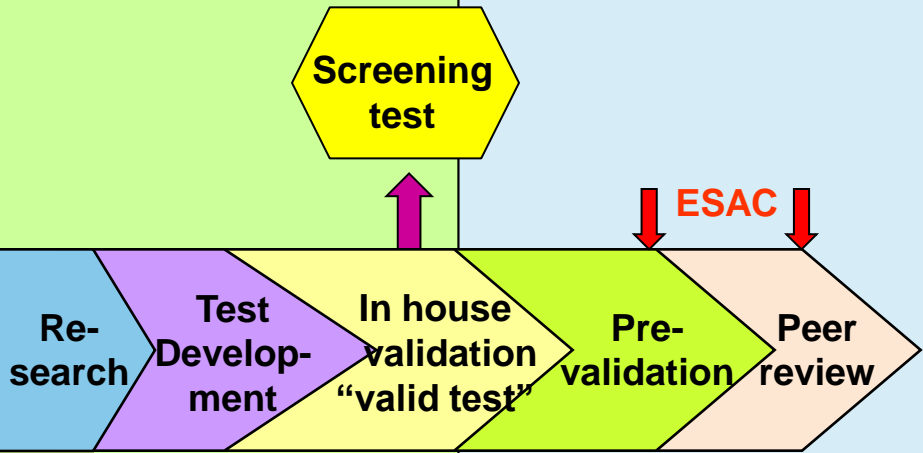 Screening
test
ESAC
Re-
search
Test
Develop-
ment
In house
validation
“valid test”
Pre-
validation
Peer
review